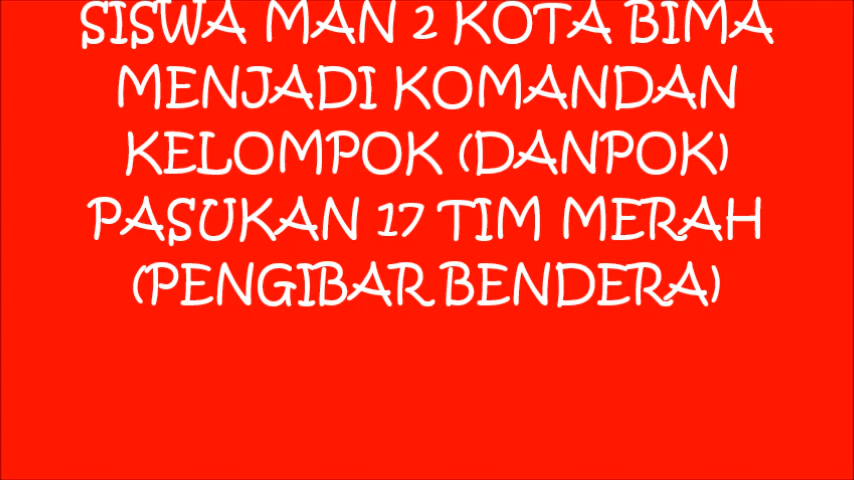 SISWA MAN 2 KOTA BIMA
MENJADI KOMANDAN
KELOMPOK (DANPOK)
PASUKAN 17 TIM MERAH
(PENGIBAR BENDERA)